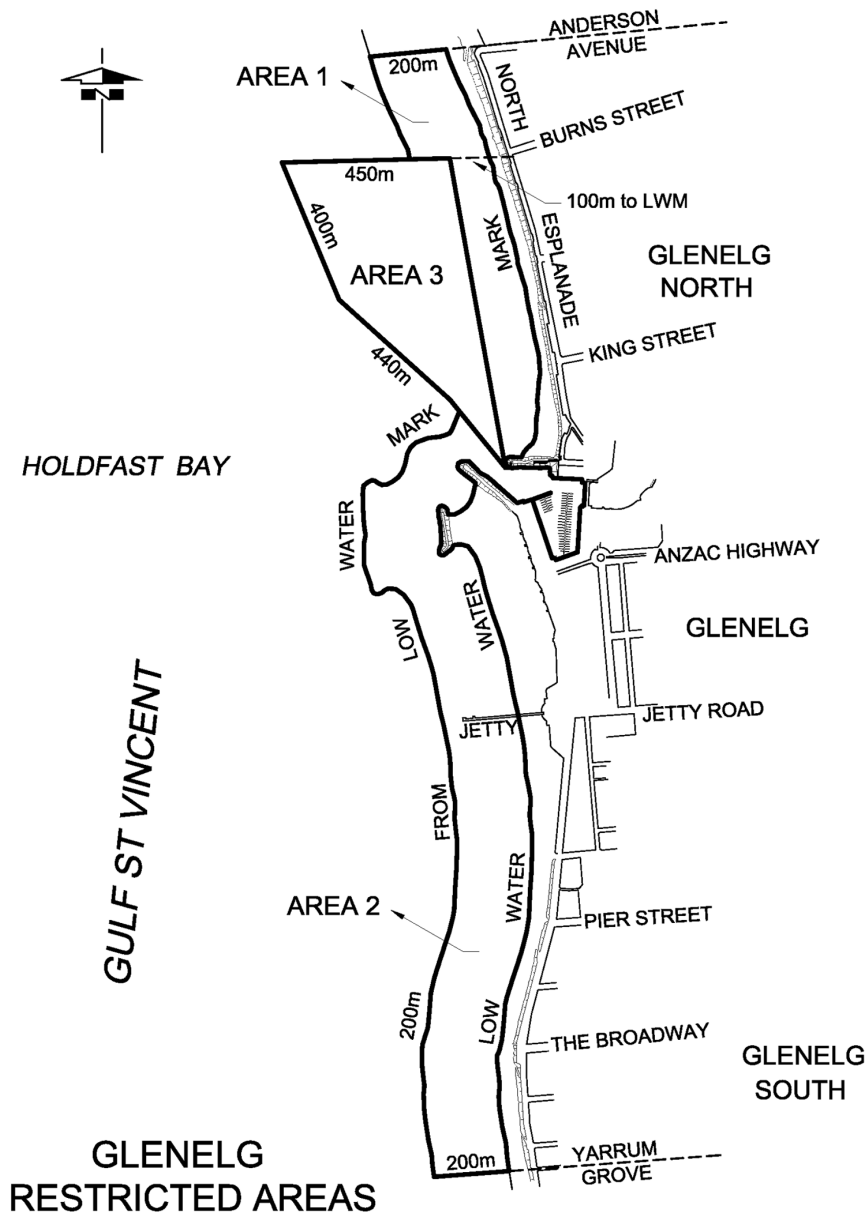 ANDERSON
AVENUE
200m
AREA 1
NORTH
N
BURNS STREET
450m
100m to LWM
400m
MARK
ESPLANADE
GLENELG
NORTH
AREA 3
KING STREET
440m
MARK
HOLDFAST BAY
WATER
ANZAC HIGHWAY
WATER
LOW
GLENELG
JETTY ROAD
JETTY
GULF ST VINCENT
FROM
WATER
AREA 2
PIER STREET
200m
LOW
THE BROADWAY
GLENELG
SOUTH
YARRUM
GROVE
200m
GLENELG
RESTRICTED AREAS